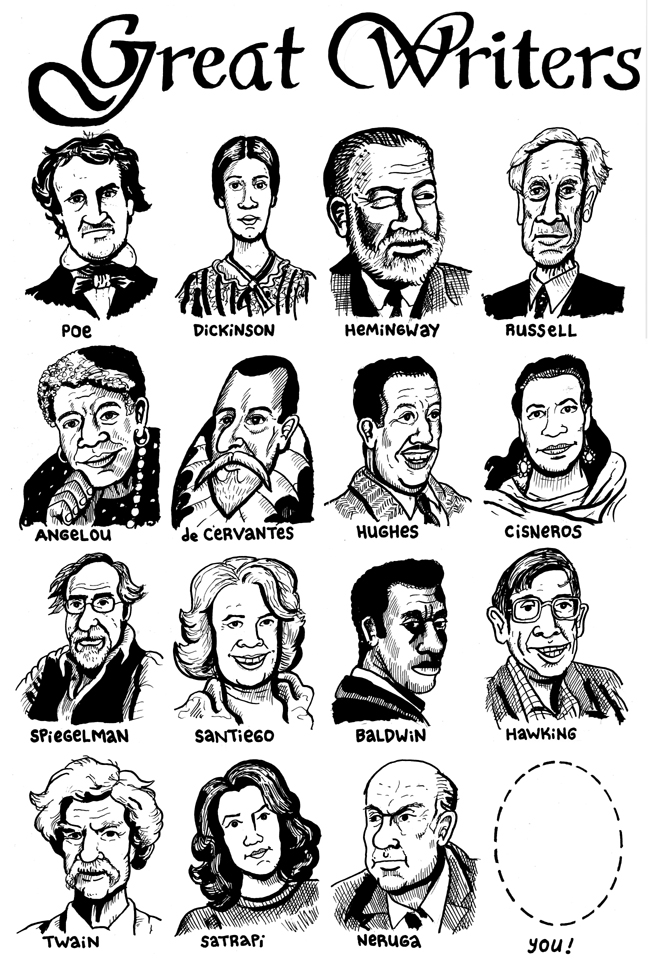 Great Writers
POE DICKINSON HEMINGWAY RUSSELL
ANGELOU de CERVANTES HUGHES CISNEROS
SPIEGELMAN SANTIEGO BALDWIN HAWKING
TWAIN SATRAPI NERUGA YOU!